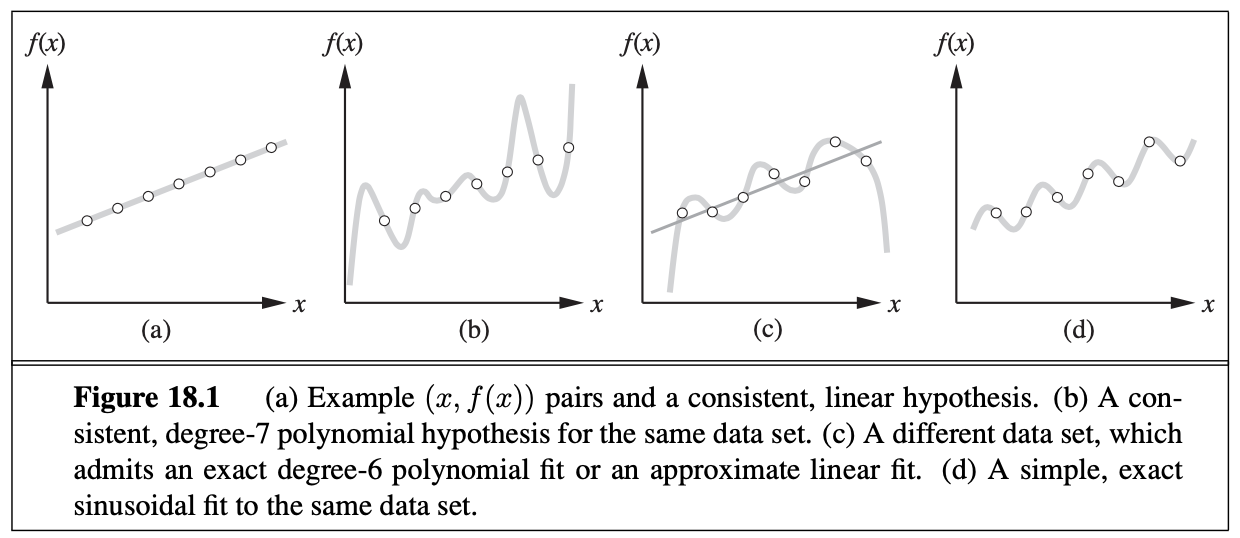 f(x) f(x) f(x) f(x)
x x x x
(a) (b) (c) (d)
Figure 18.1 (a) Example (x, f(x)) pairs and a consistent, linear hypothesis. (b) A con-
sistent, degree-7 polynomial hypothesis for the same data set. (c) A different data set, which
admits an exact degree-6 polynomial fit or an approximate linear fit. (d) A simple, exact
sinusoidal fit to the same data set.